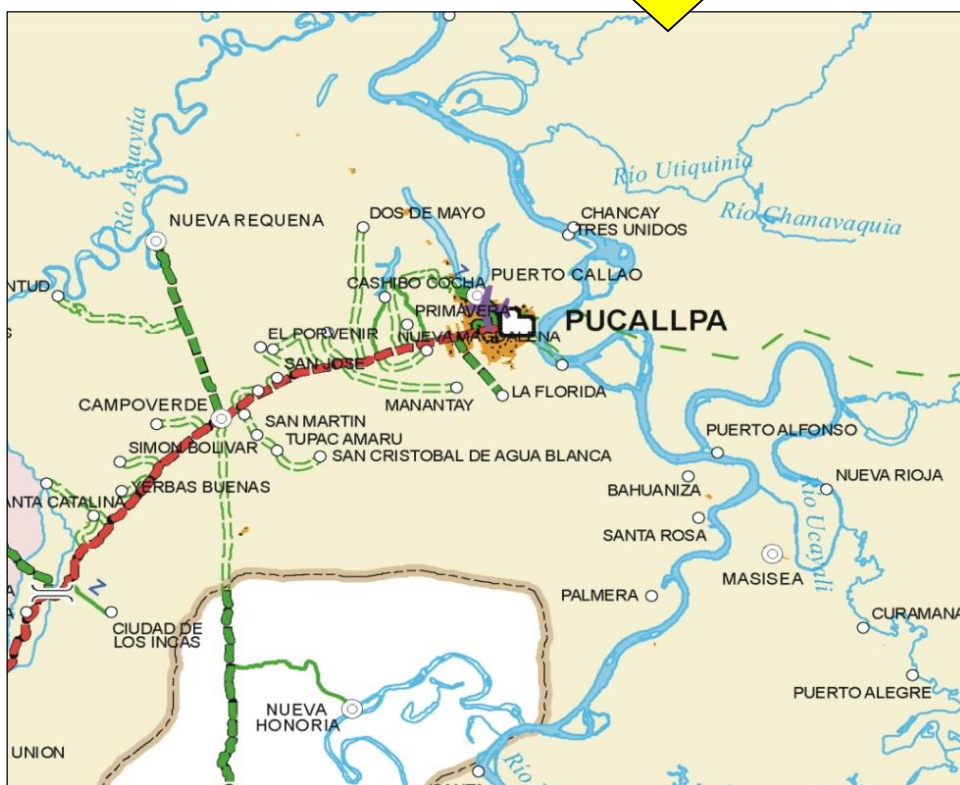 Río Aguaytía
Río Utiquinia
NUEVA REQUENA
DOS DE MAYO
CHANCAY
TRES UNIDOS
Río Chanavaquia
NTUD
CASHIBO COCHA
PUERTO CALLAO
PRIMAVERA
PUCALLPA
EL PORVENIR
NUEVA MAGDALENA
SAN JOSE
LA FLORIDA
CAMPOVERDE
MANANTAY
SAN MARTIN
SIMON BOLIVAR
TUPAC AMARU
SAN CRISTOBAL DE AGUA BLANCA
PUERTO ALFONSO
BAHUANIZA
NUEVA RIOJA
YERBAS BUENAS
ANTA CATALINA
SANTA ROSA
Río Ucayali
MASISEA
PALMERA
CIUDAD DE
LOS INCAS
CURAMANA
PUERTO ALEGRE
NUEVA
HONORIA
UNION
Río